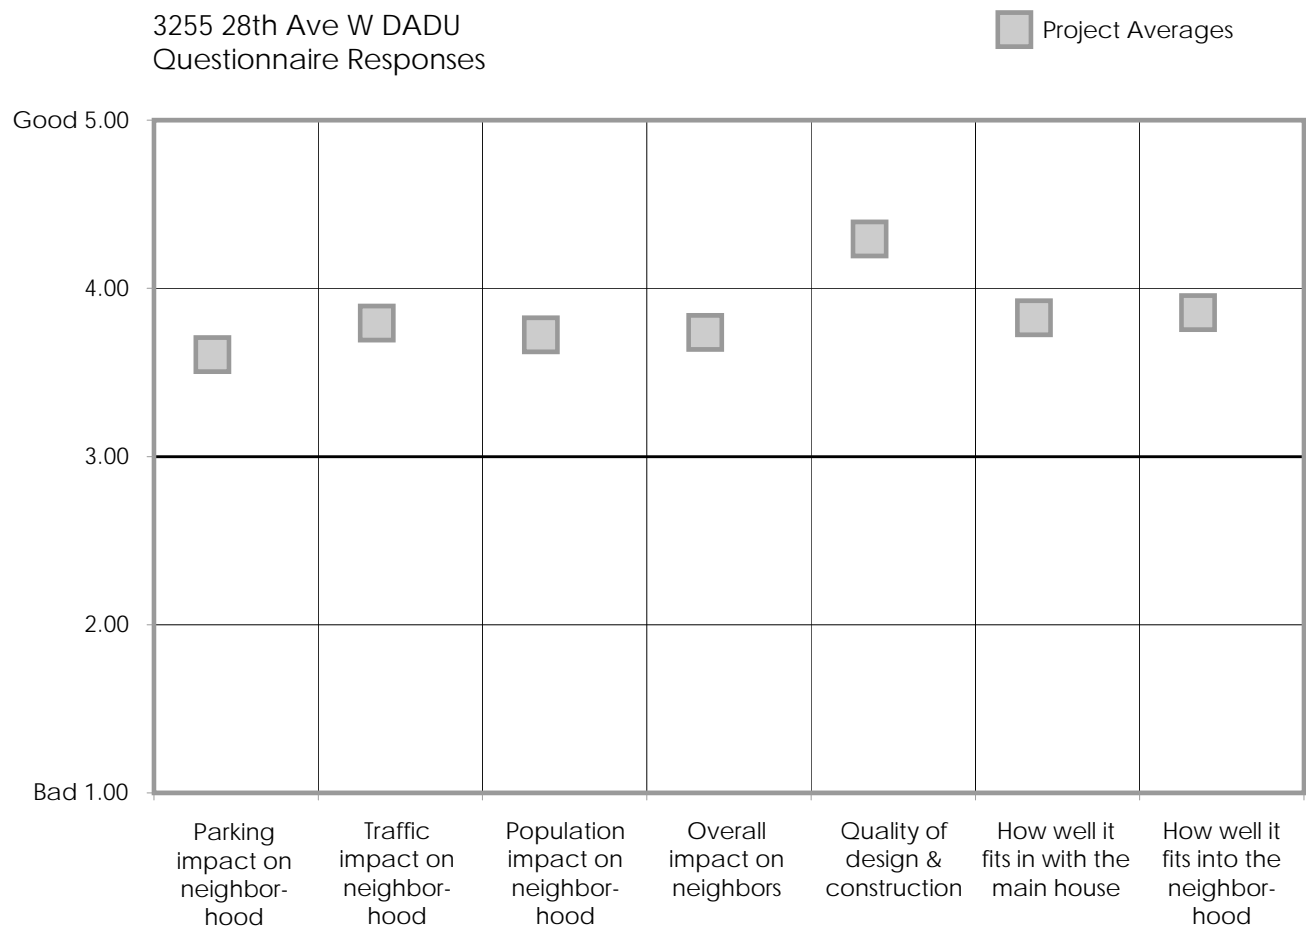 3255 28th Ave W DADU
Questionnaire Responses
Project Averages
Good 5.00
4.00
3.00
2.00
Bad 1.00
Parking
impact on
neighbor-
hood
Traffic
impact on
neighbor-
hood
Population
impact on
neighbor-
hood
Overall
impact on
neighbors
Quality of
design &
construction
How well it
fits in with the
main house
How well it
fits into the
neighbor-
hood